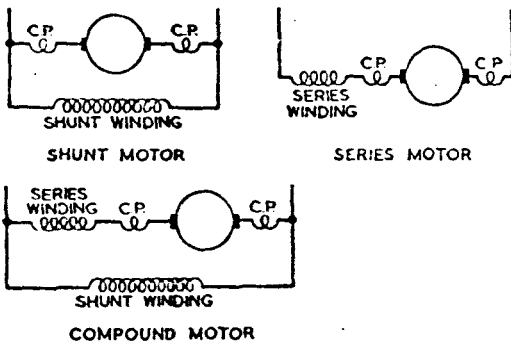 C.P. C.P.
SHUNT WINDING
SHUNT MOTOR
C.P. C.P
SERIES
WINDING
SERIES MOTOR
SERIES
WINDING
C.P. C.P.
SHUNT WINDING
COMPOUND MOTOR